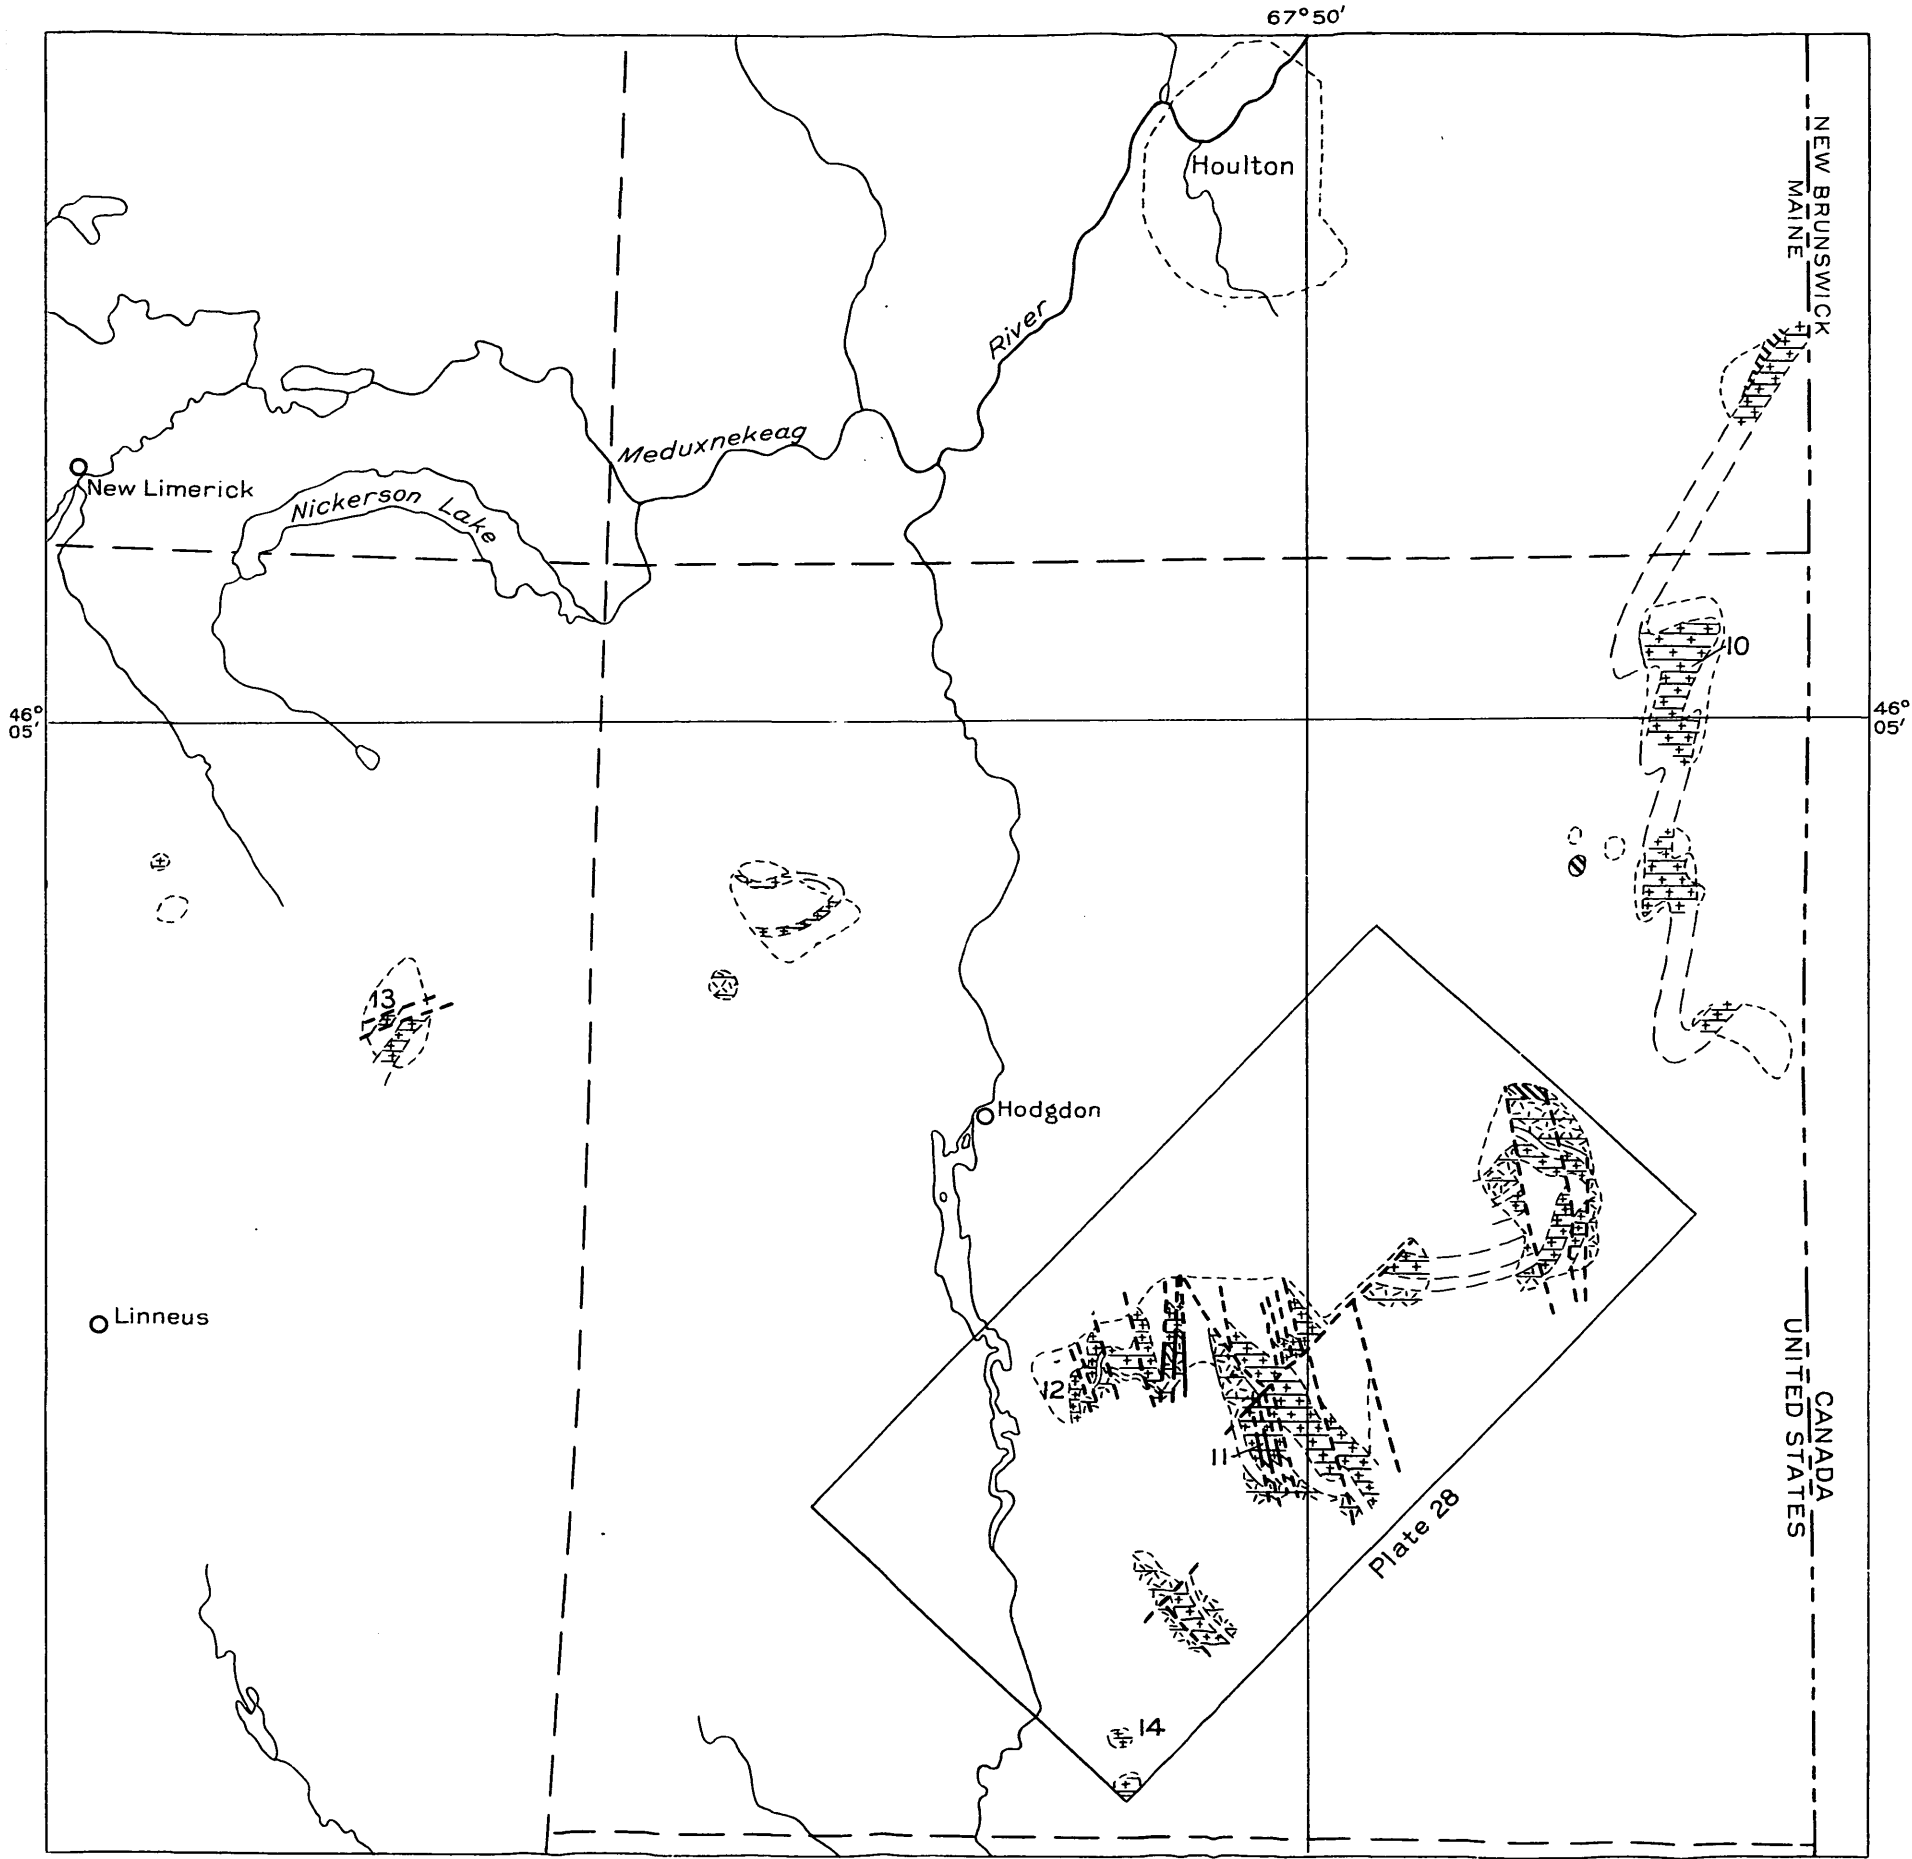 67°50'
NEW BRUNSWICK
MAINE
Houlton
River
Meduxnekeag
New Limerick
Nickerson Lake
10
46°
05'
46°
05'
13
Hodgdon
Linneus
12
11
CANADA
UNITED STATES
Plate 28
14